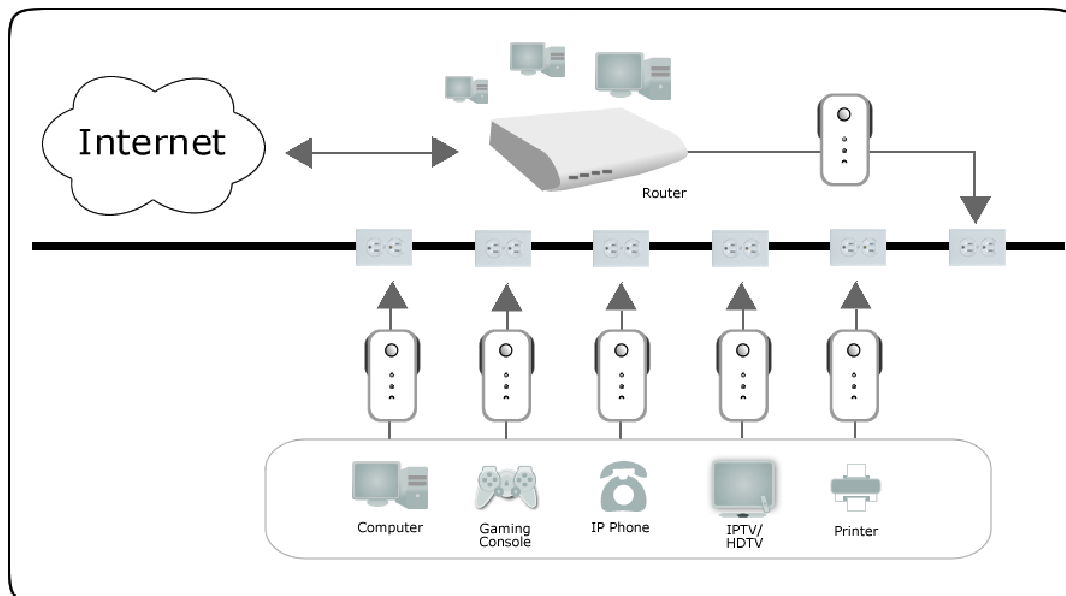 Internet
Router
Computer
Gaming
Console
IP Phone
IPTV/
HDTV
Printer